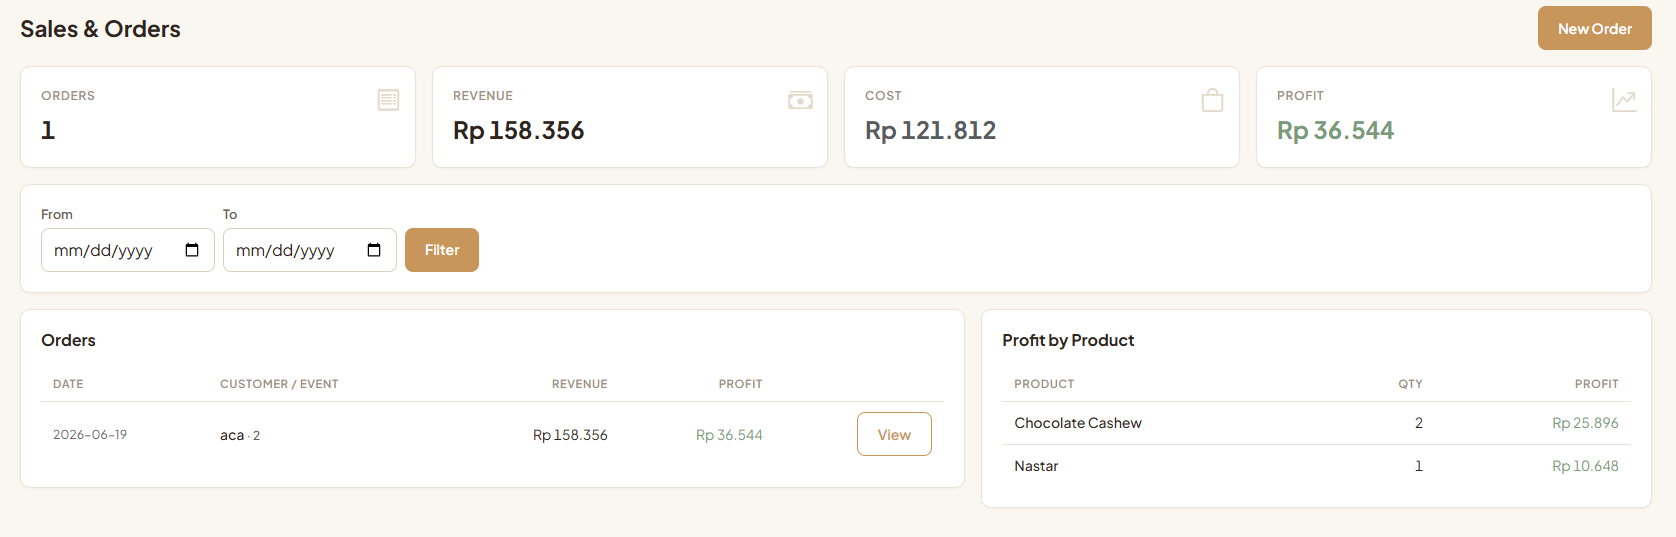 Sales & Orders
New Order
ORDERS
1
REVENUE
Rp 158.356
COST
Rp 121.812
PROFIT
Rp 36.544
From
To
mm/dd/yyyy
mm/dd/yyyy
Filter
Orders
DATE CUSTOMER / EVENT REVENUE PROFIT
2026-06-19 aca · 2 Rp 158.356 Rp 36.544 View
Profit by Product
PRODUCT QTY PROFIT
Chocolate Cashew 2 Rp 25.896
Nastar 1 Rp 10.648